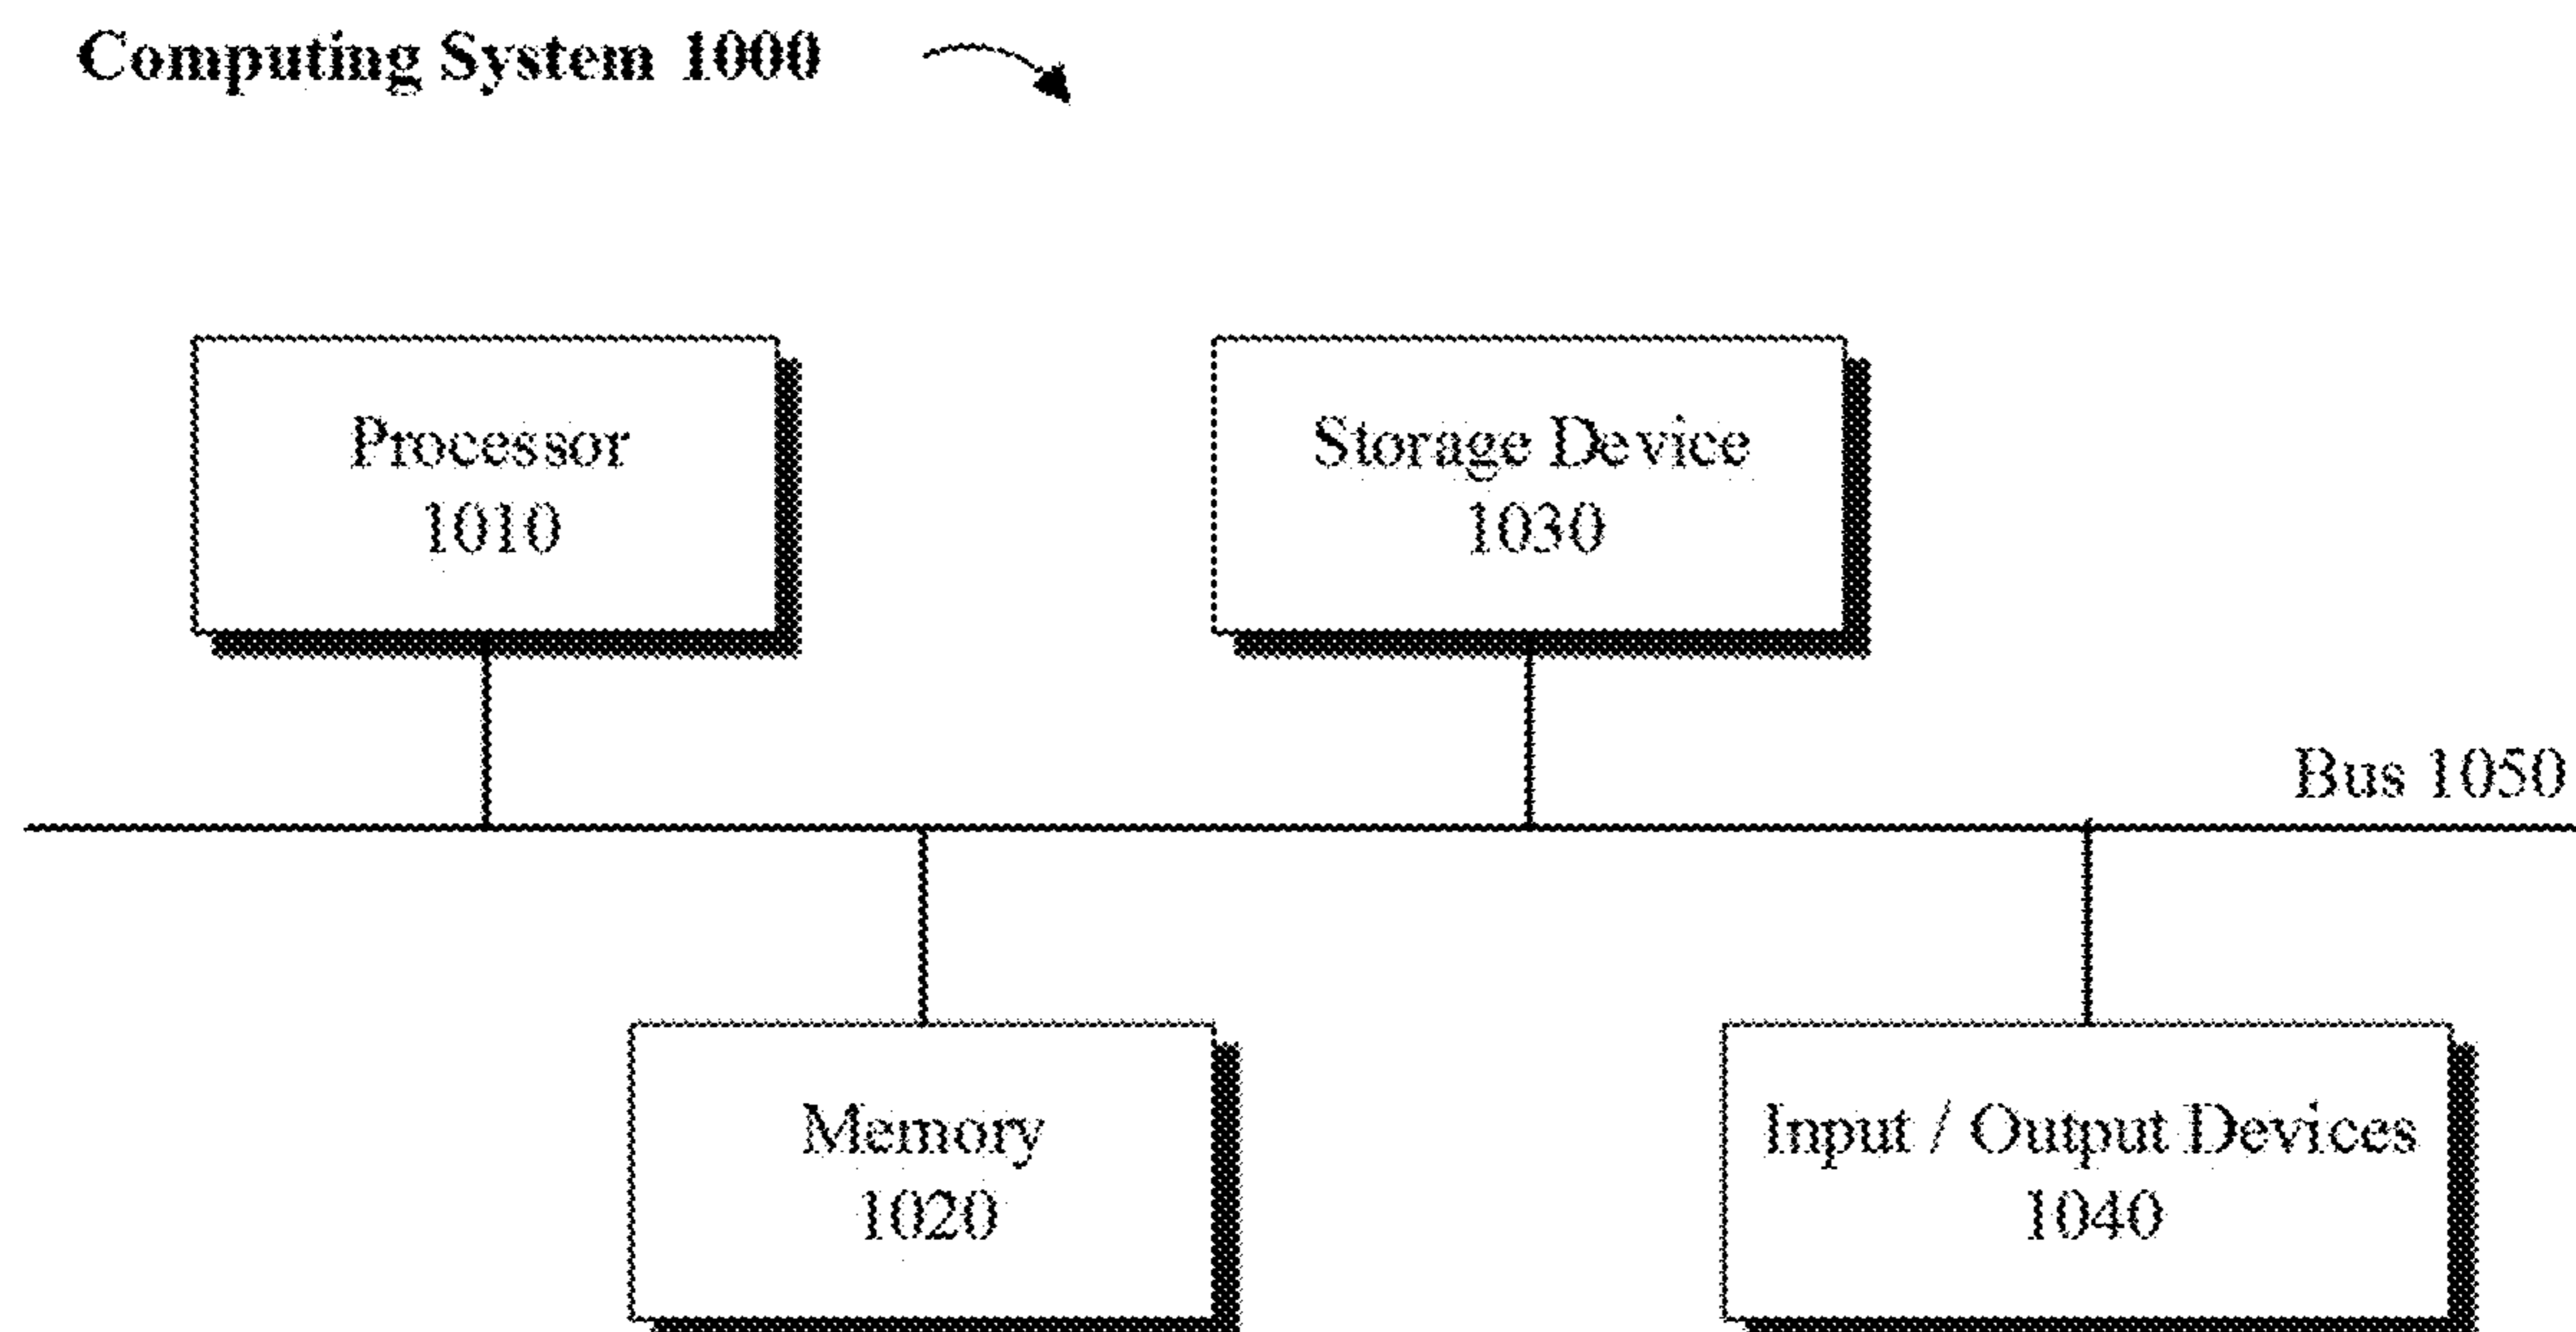 Computing System 1000
Processor
1010
Storage Device
1030
Bus 1050
Memory
1020
Input / Output Devices
1040